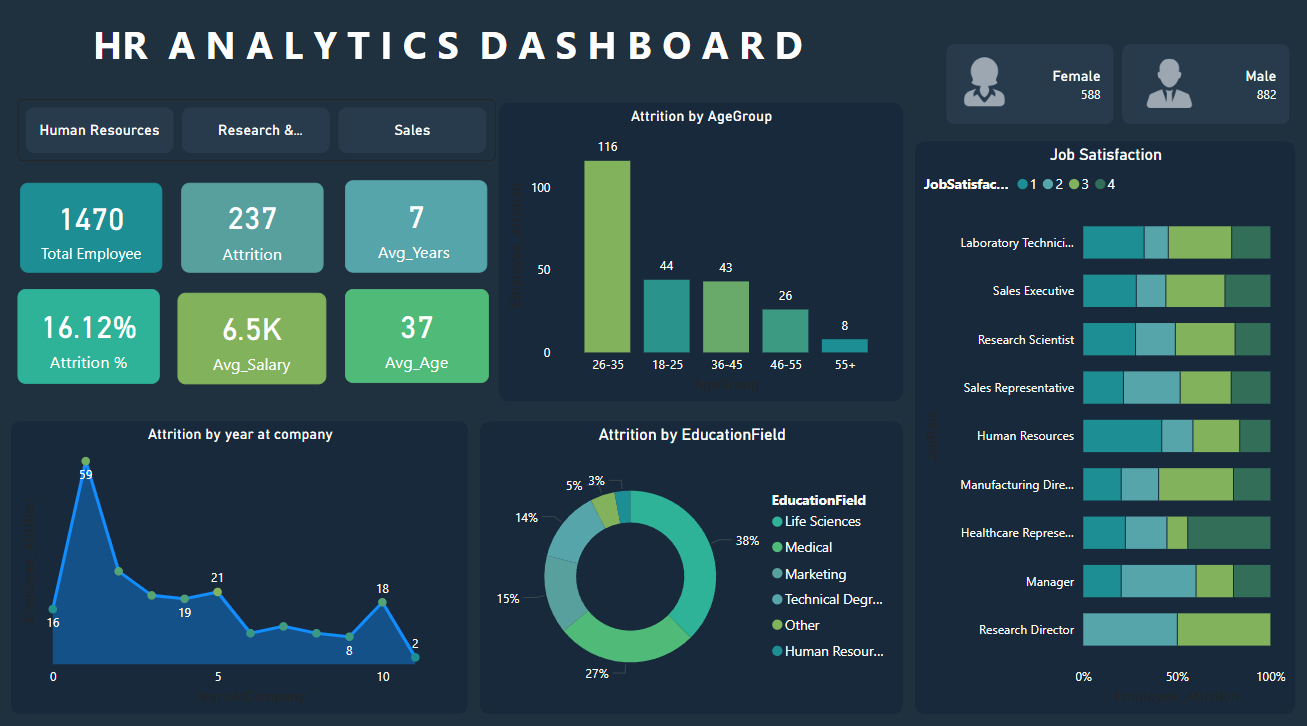 HR ANALYTICS DASHBOARD
Female
588
Male
882
Human Resources
Research &...
Sales
1470
Total Employee
237
Attrition
7
Avg_Years
16.12%
Attrition %
6.5K
Avg_Salary
37
Avg_Age
Attrition by AgeGroup
116
100
50
0
44
43
26
8
26-35
18-25
36-45
46-55
55+
Job Satisfaction
JobSatisfac...
1
2
3
4
Laboratory Technici...
Sales Executive
Research Scientist
Sales Representative
Human Resources
Manufacturing Dire...
Healthcare Represe...
Manager
Research Director
0%
50%
100%
Attrition by year at company
59
16
19
21
8
18
2
0
5
10
Attrition by EducationField
3%
5%
14%
15%
27%
38%
EducationField
Life Sciences
Medical
Marketing
Technical Degr...
Other
Human Resour...